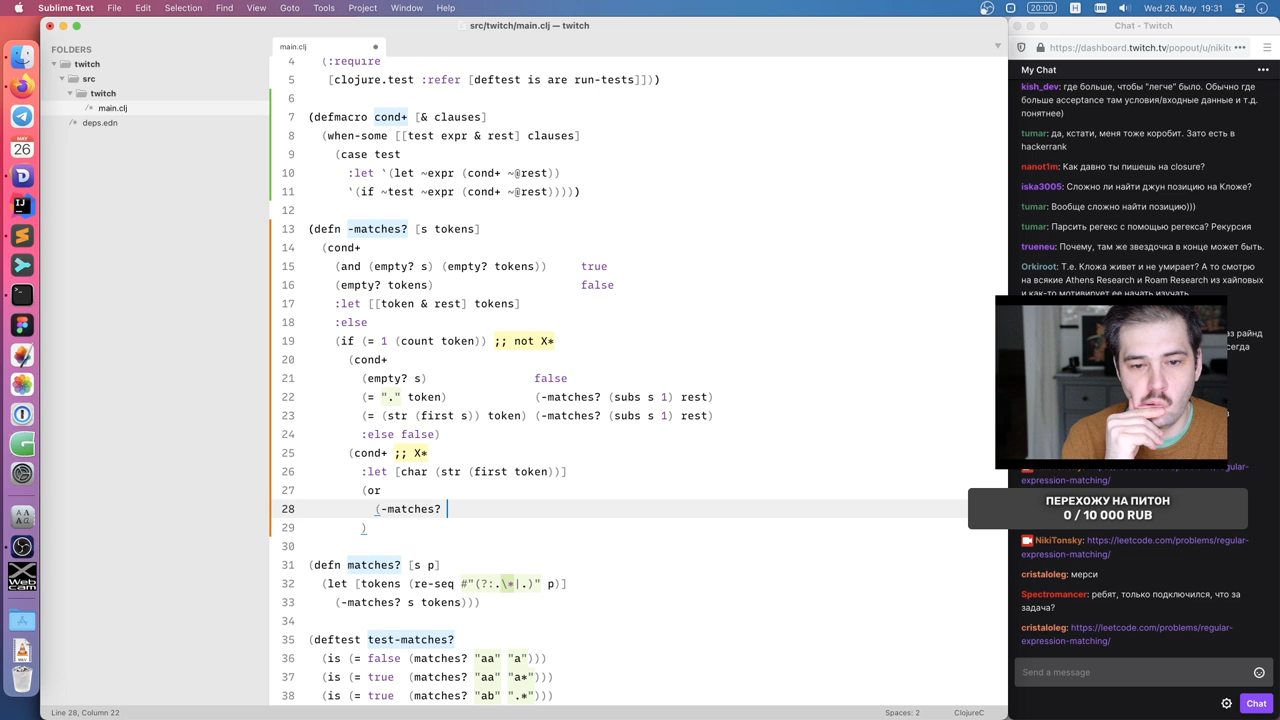 Sublime Text File Edit Selection Find View Goto Tools Project Window Help
Wed 26. May 19:31
src/twitch/main.clj — twitch
FOLDERS
twitch
src
twitch
main.clj
deps.edn
main.clj
4 (:require
5 [clojure.test :refer [deftest is are run-tests]]))
6
7 (defmacro cond+ [& clauses]
8 (when-some [[test expr & rest] clauses]
9 (case test
10 :let `(let ~expr (cond+ ~@rest))
11 `(if ~test ~expr (cond+ ~@rest)))))
12
13 (defn -matches? [s tokens]
14 (cond+
15 (and (empty? s) (empty? tokens)) true
16 (empty? tokens) false
17 :let [[token & rest] tokens]
18 :else
19 (if (= 1 (count token)) ;; not X*
20 (cond+
21 (empty? s) false
22 (= "." token) (-matches? (subs s 1) rest)
23 (= (str (first s)) token) (-matches? (subs s 1) rest)
24 :else false)
25 (cond+ ;; X*
26 :let [char (str (first token))]
27 (or
28 (-matches?
29 )
30
31 (defn matches? [s p]
32 (let [tokens (re-seq #"(?:.\*|.)" p)]
33 (-matches? s tokens)))
34
35 (deftest test-matches?
36 (is (= false (matches? "aa" "a")))
37 (is (= true (matches? "aa" "a*")))
38 (is (= true (matches? "ab" ".*")))
Line 28, Column 22
Spaces: 2
ClojureC
Chat - Twitch
https://dashboard.twitch.tv/popout/u/nikit
My Chat
kish_dev: где больше, чтобы "легче" было. Обычно где
больше acceptance там условия/входные данные и т.д.
понятнее)
tumar: да, кстати, меня тоже коробит. Зато есть в
hackerrank
nanot1m: Как давно ты пишешь на closure?
iska3005: Сложно ли найти джун позицию на Кложе?
tumar: Вообще сложно найти позицию)))
tumar: Парсить регекс с помощью регекса? Рекурсия
trueneu: Почему, там же звездочка в конце может быть.
Orkiroot: Т.е. Кложа живет и не умирает? А то смотрю
на всякие Athens Research и Roam Research из хайповых
и как-то мотивирует ее начать изучать
аз райнд
сегда
regular-
expression-matching/
ПЕРЕХОЖУ НА ПИТОН
0 / 10 000 RUB
NikiTonsky: https://leetcode.com/problems/regular-
expression-matching/
cristaloleg: мерси
Spectromancer: ребят, только подключился, что за
задача?
cristaloleg: https://leetcode.com/problems/regular-
expression-matching/
Send a message
Chat